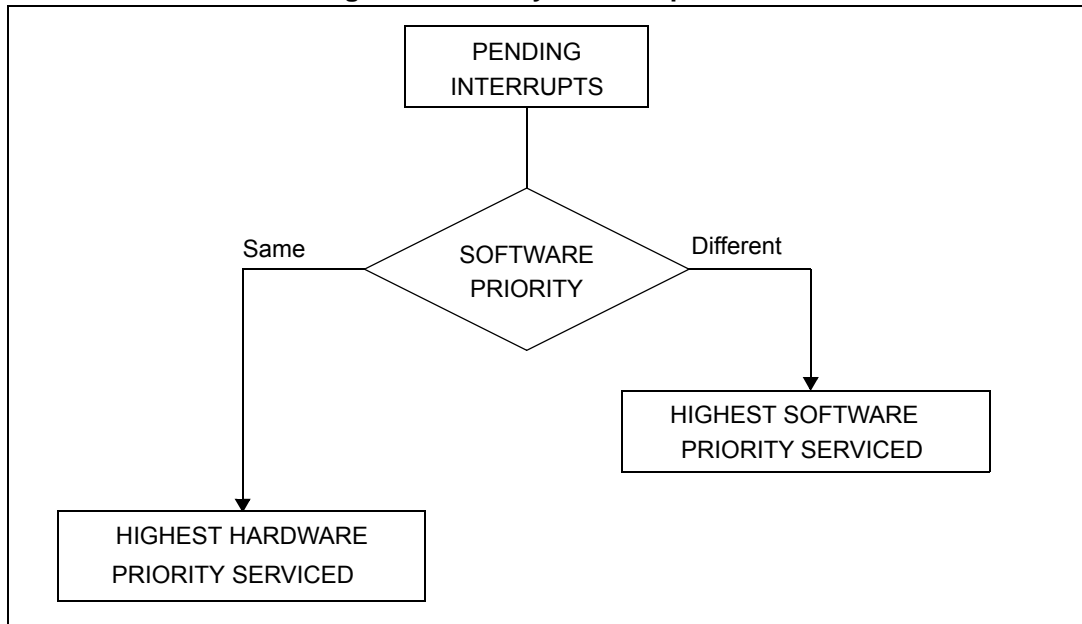 PENDING
INTERRUPTS
Same
SOFTWARE
PRIORITY
Different
HIGHEST SOFTWARE
PRIORITY SERVICED
HIGHEST HARDWARE
PRIORITY SERVICED